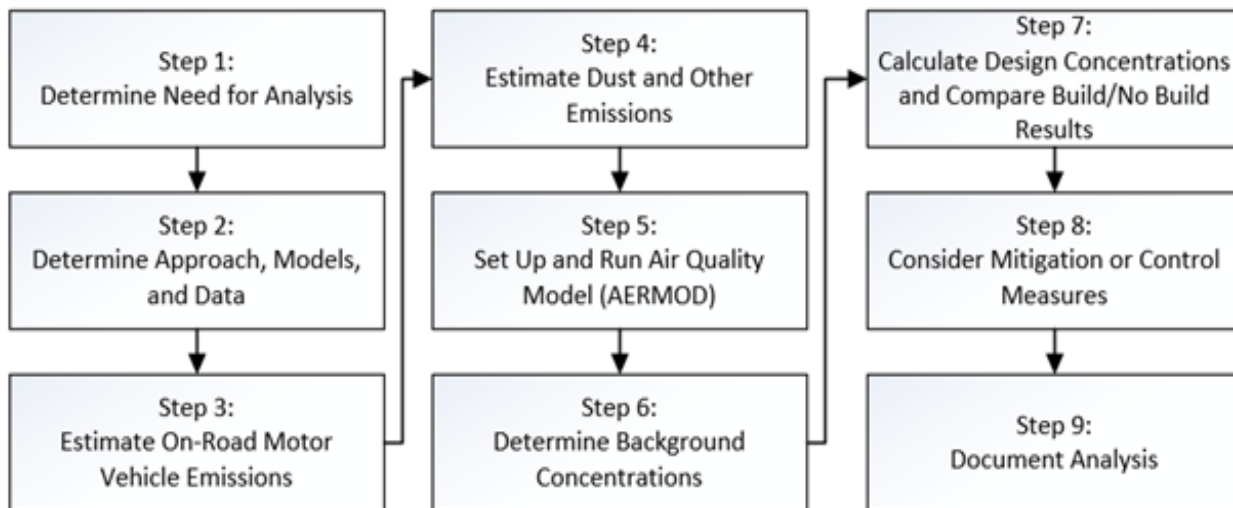 Step 1:
Determine Need for Analysis
Step 2:
Determine Approach, Models,
and Data
Step 3:
Estimate On-Road Motor
Vehicle Emissions
Step 4:
Estimate Dust and Other
Emissions
Step 5:
Set Up and Run Air Quality
Model (AERMOD)
Step 6:
Determine Background
Concentrations
Step 7:
Calculate Design Concentrations
and Compare Build/No Build
Results
Step 8:
Consider Mitigation or Control
Measures
Step 9:
Document Analysis